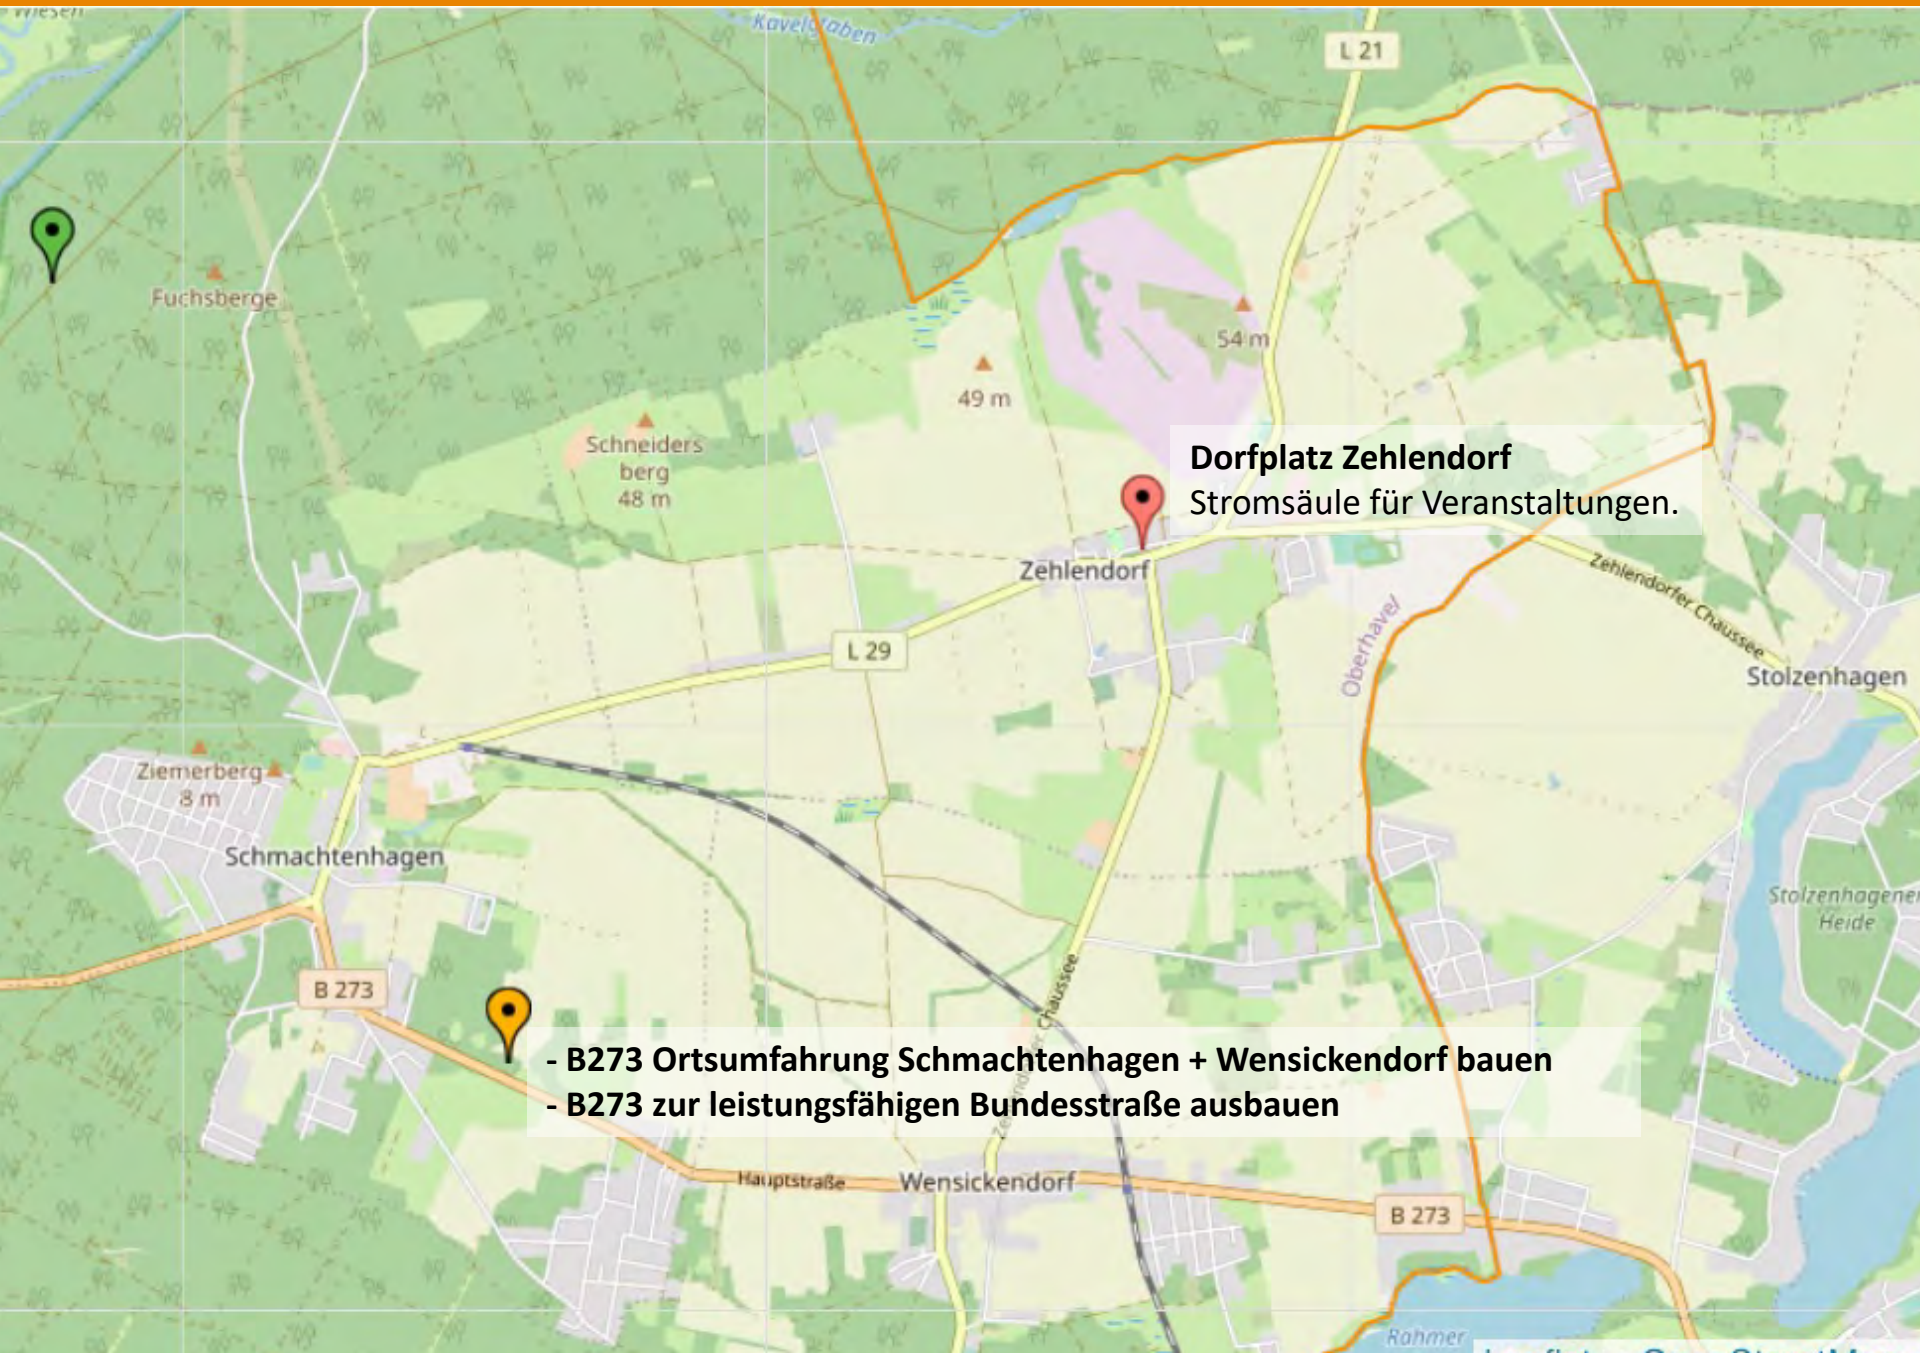 Wiesen
Kavelgraben
L 21
Fuchsberge
54 m
49 m
Schneiders
berg
48 m
Dorfplatz Zehlendorf
Stromsäule für Veranstaltungen.
Zehlendorf
Zehlendorfer Chaussee
Oberhavel
L 29
Stolzenhagen
Ziemerberg
8 m
Schmachtenhagen
Stolzenhagener
Heide
B 273
Zehlendorfer Chaussee
- B273 Ortsumfahrung Schmachtenhagen + Wensickendorf bauen
- B273 zur leistungsfähigen Bundesstraße ausbauen
Hauptstraße
Wensickendorf
B 273
Rahmer